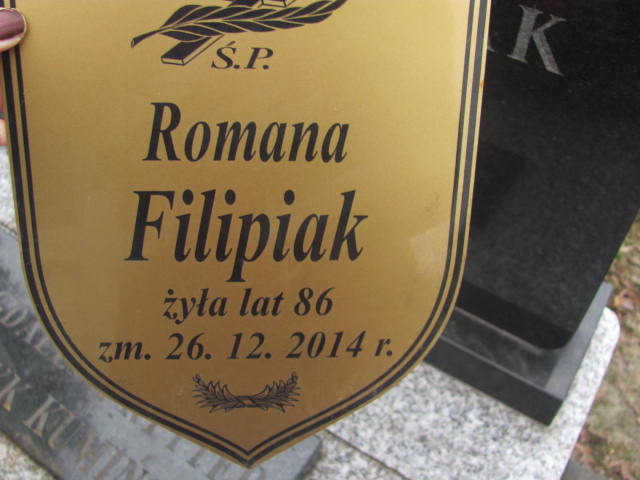 Ś.P.
Romana
Filipiak
żyła lat 86
zm. 26. 12. 2014 r.